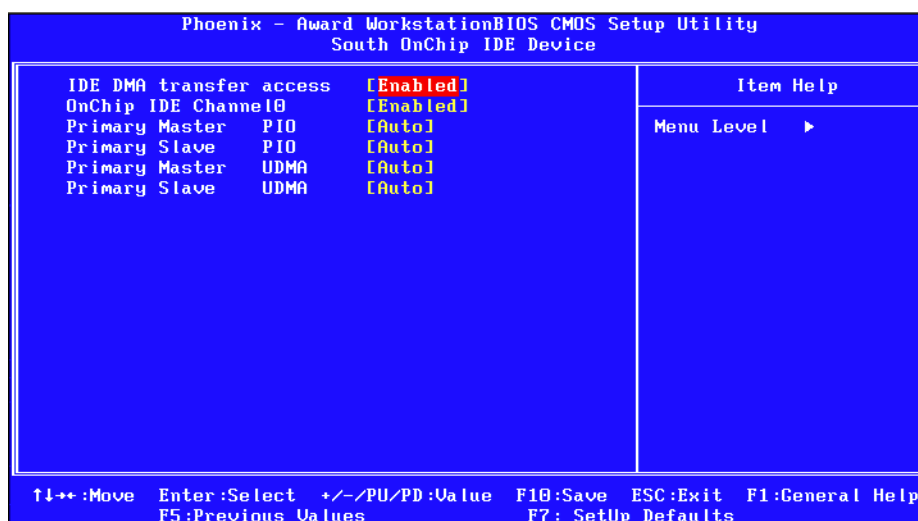 Phoenix - Award WorkstationBIOS CMOS Setup Utility
South OnChip IDE Device
IDE DMA transfer access [Enabled]
OnChip IDE Channel0 [Enabled]
Primary Master PIO [Auto]
Primary Slave PIO [Auto]
Primary Master UDMA [Auto]
Primary Slave UDMA [Auto]
Item Help
Menu Level ▶
↑↓→←:Move Enter:Select +/-/PU/PD:Value F10:Save ESC:Exit F1:General Help
F5:Previous Values F7: SetUp Defaults